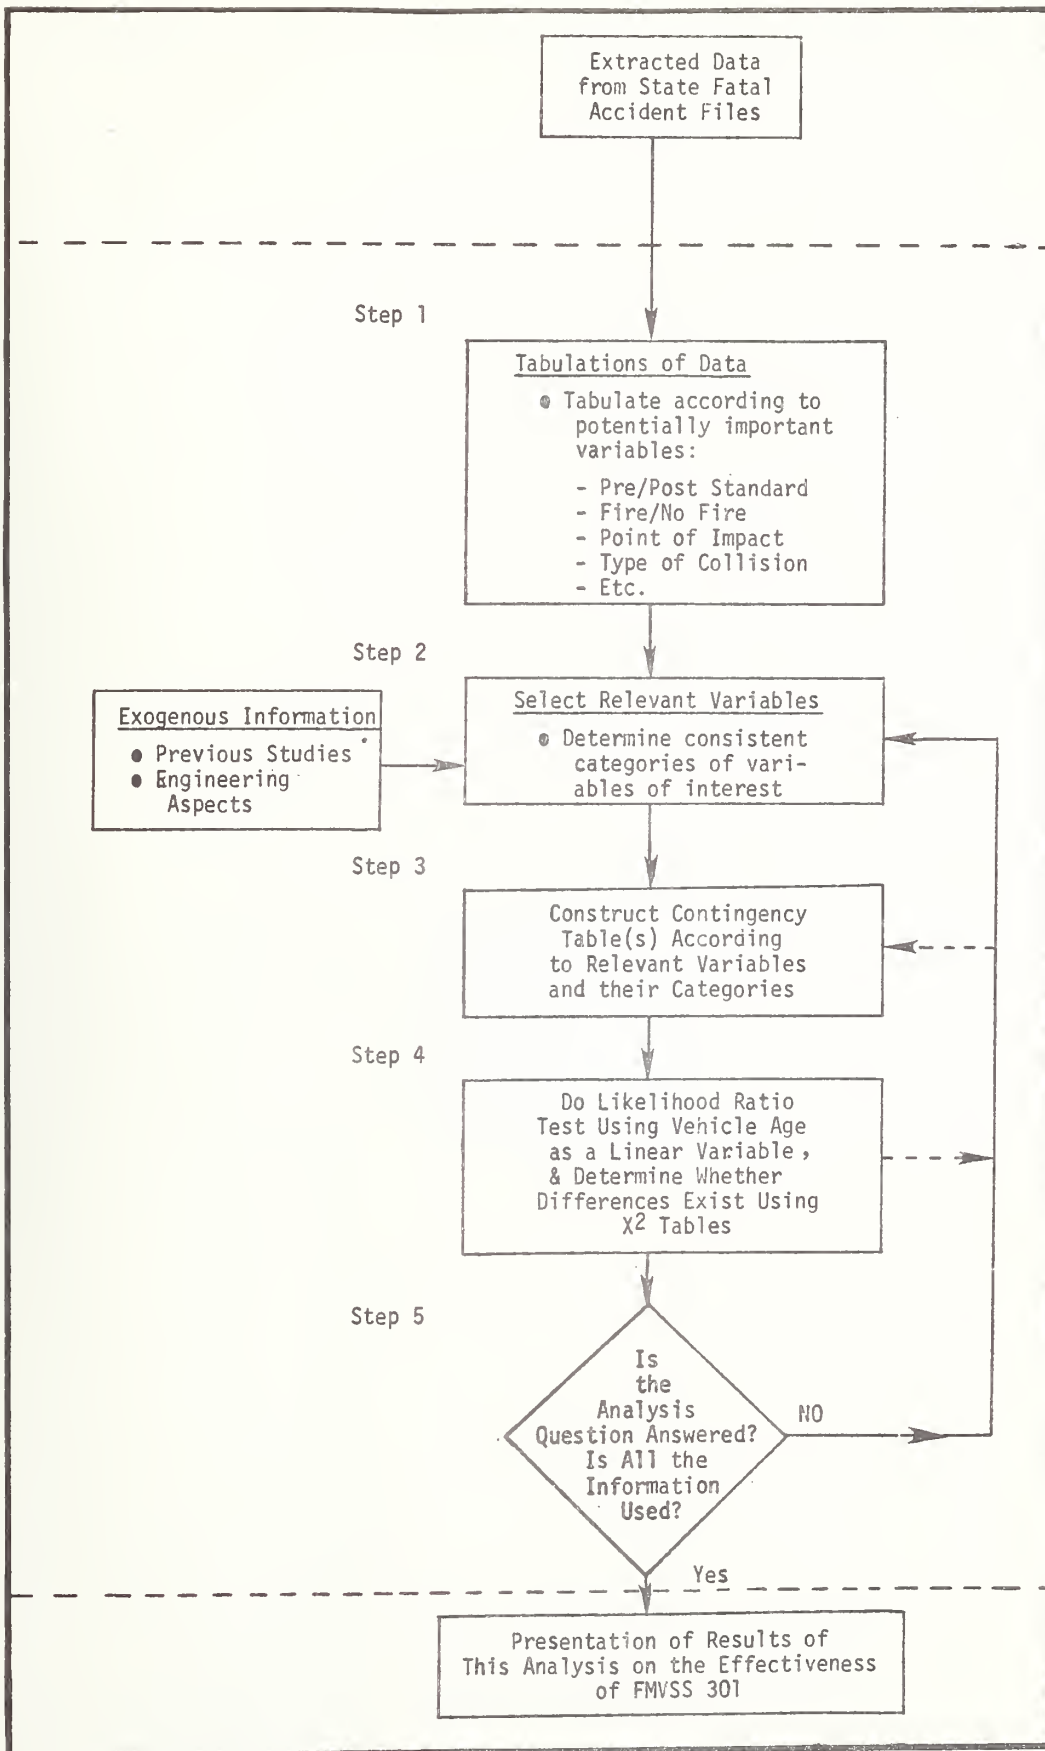 Extracted Data
from State Fatal
Accident Files
Step 1
Tabulations of Data
● Tabulate according to
potentially important
variables:
- Pre/Post Standard
- Fire/No Fire
- Point of Impact
- Type of Collision
- Etc.
Step 2
Exogenous Information
● Previous Studies
● Engineering
Aspects
Select Relevant Variables
● Determine consistent
categories of vari-
ables of interest
Step 3
Construct Contingency
Table(s) According
to Relevant Variables
and their Categories
Step 4
Do Likelihood Ratio
Test Using Vehicle Age
as a Linear Variable,
& Determine Whether
Differences Exist Using
X² Tables
Step 5
Is
the
Analysis
Question Answered?
Is All the
Information
Used?
NO
Yes
Presentation of Results of
This Analysis on the Effectiveness
of FMVSS 301